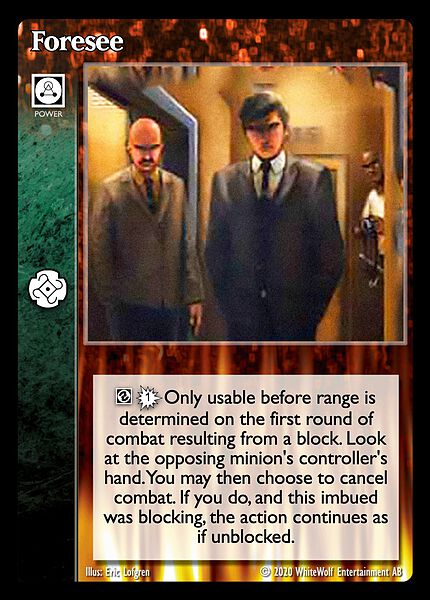 Foresee
POWER
1 Only usable before range is
determined on the first round of
combat resulting from a block. Look
at the opposing minion's controller's
hand. You may then choose to cancel
combat. If you do, and this imbued
was blocking, the action continues as
if unblocked.
Illus: Eric Lofgren
© 2020 WhiteWolf Entertainment AB